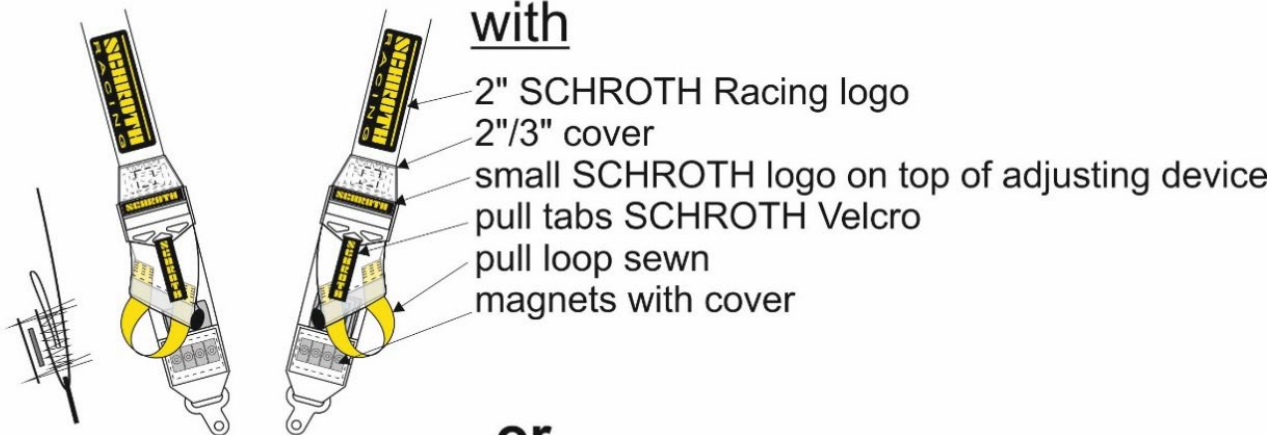 with
2" SCHROTH Racing logo
2"/3" cover
small SCHROTH logo on top of adjusting device
pull tabs SCHROTH Velcro
pull loop sewn
magnets with cover
SCHROTH
RACING
SCHROTH
RACING
SCHROTH
SCHROTH
SCHROTH
SCHROTH
or